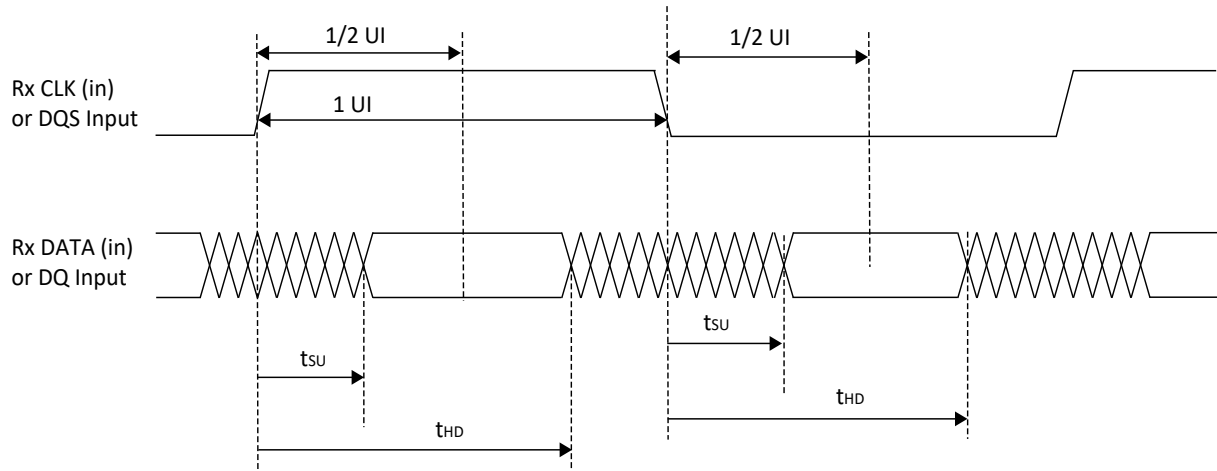 1/2 UI
1/2 UI
Rx CLK (in)
or DQS Input
1 UI
Rx DATA (in)
or DQ Input
tSU
tSU
tHD
tHD